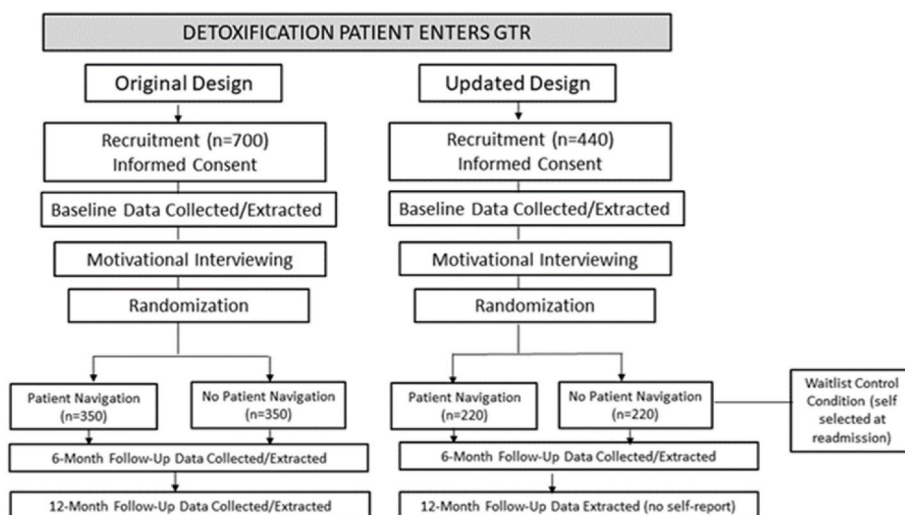 DETOXIFICATION PATIENT ENTERS GTR
Original Design
Recruitment (n=700)
Informed Consent
Baseline Data Collected/Extracted
Motivational Interviewing
Randomization
Patient Navigation
(n=350)
No Patient Navigation
(n=350)
6-Month Follow-Up Data Collected/Extracted
12-Month Follow-Up Data Collected/Extracted
Updated Design
Recruitment (n=440)
Informed Consent
Baseline Data Collected/Extracted
Motivational Interviewing
Randomization
Patient Navigation
(n=220)
No Patient Navigation
(n=220)
Waitlist Control
Condition (self
selected at
readmission)
6-Month Follow-Up Data Collected/Extracted
12-Month Follow-Up Data Extracted (no self-report)